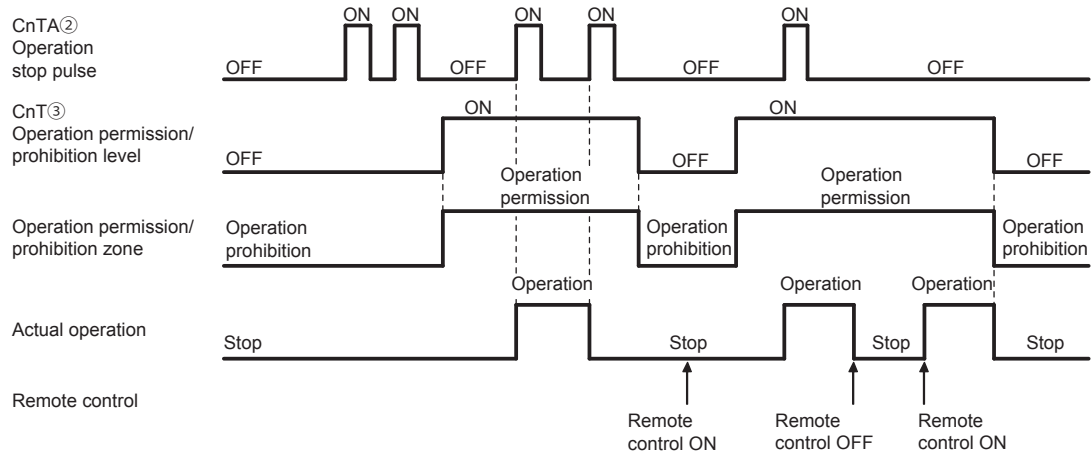 ON ON ON ON ON
CnTA②
Operation
stop pulse
OFF OFF OFF OFF
CnT③
Operation permission/
prohibition level
ON ON
OFF OFF OFF
Operation
permission
Operation
permission
Operation permission/
prohibition zone
Operation
prohibition
Operation
prohibition
Operation
prohibition
Operation Operation Operation
Actual operation
Stop Stop Stop Stop
Remote control
Remote
control ON
Remote
control OFF
Remote
control ON